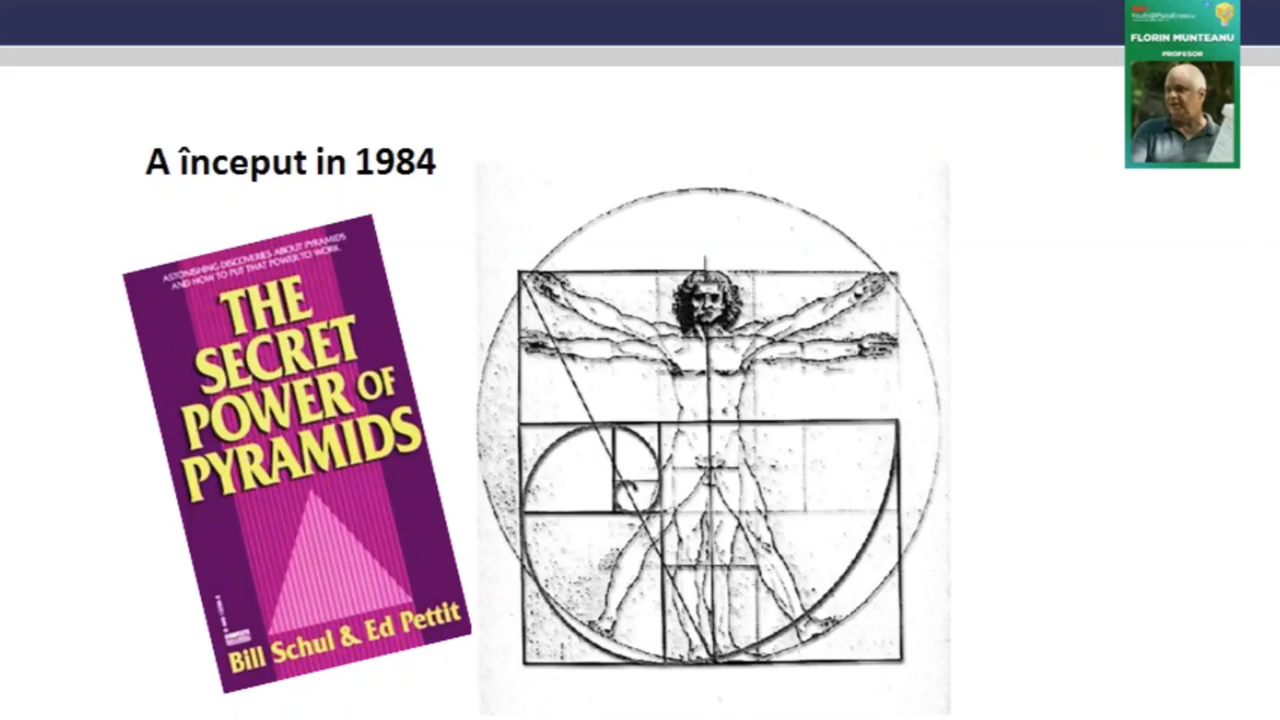 FLORIN MUNTEANU
PROFESOR
A început in 1984
ASTONISHING DISCOVERIES ABOUT PYRAMIDS
AND HOW TO PUT THAT POWER TO WORK.
THE
SECRET
POWER OF
PYRAMIDS
Bill Schul & Ed Pettit